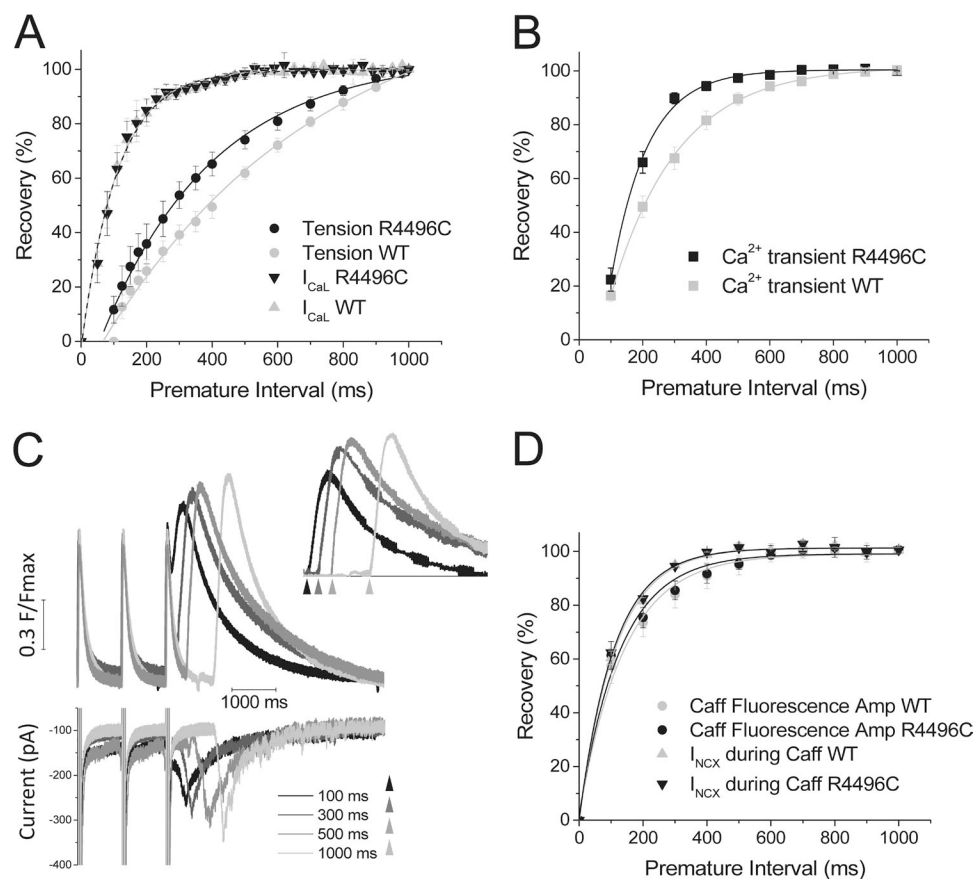 A
100
80
60
40
20
0
Recovery (%)
0 200 400 600 800 1000
Premature Interval (ms)
Tension R4496C
Tension WT
I_CaL R4496C
I_CaL WT
B
100
80
60
40
20
0
Recovery (%)
0 200 400 600 800 1000
Premature Interval (ms)
Ca²⁺ transient R4496C
Ca²⁺ transient WT
C
0.3 F/Fmax
1000 ms
-100
-200
-300
-400
Current (pA)
100 ms
300 ms
500 ms
1000 ms
D
100
80
60
40
20
0
Recovery (%)
0 200 400 600 800 1000
Premature Interval (ms)
Caff Fluorescence Amp WT
Caff Fluorescence Amp R4496C
I_NCX during Caff WT
I_NCX during Caff R4496C